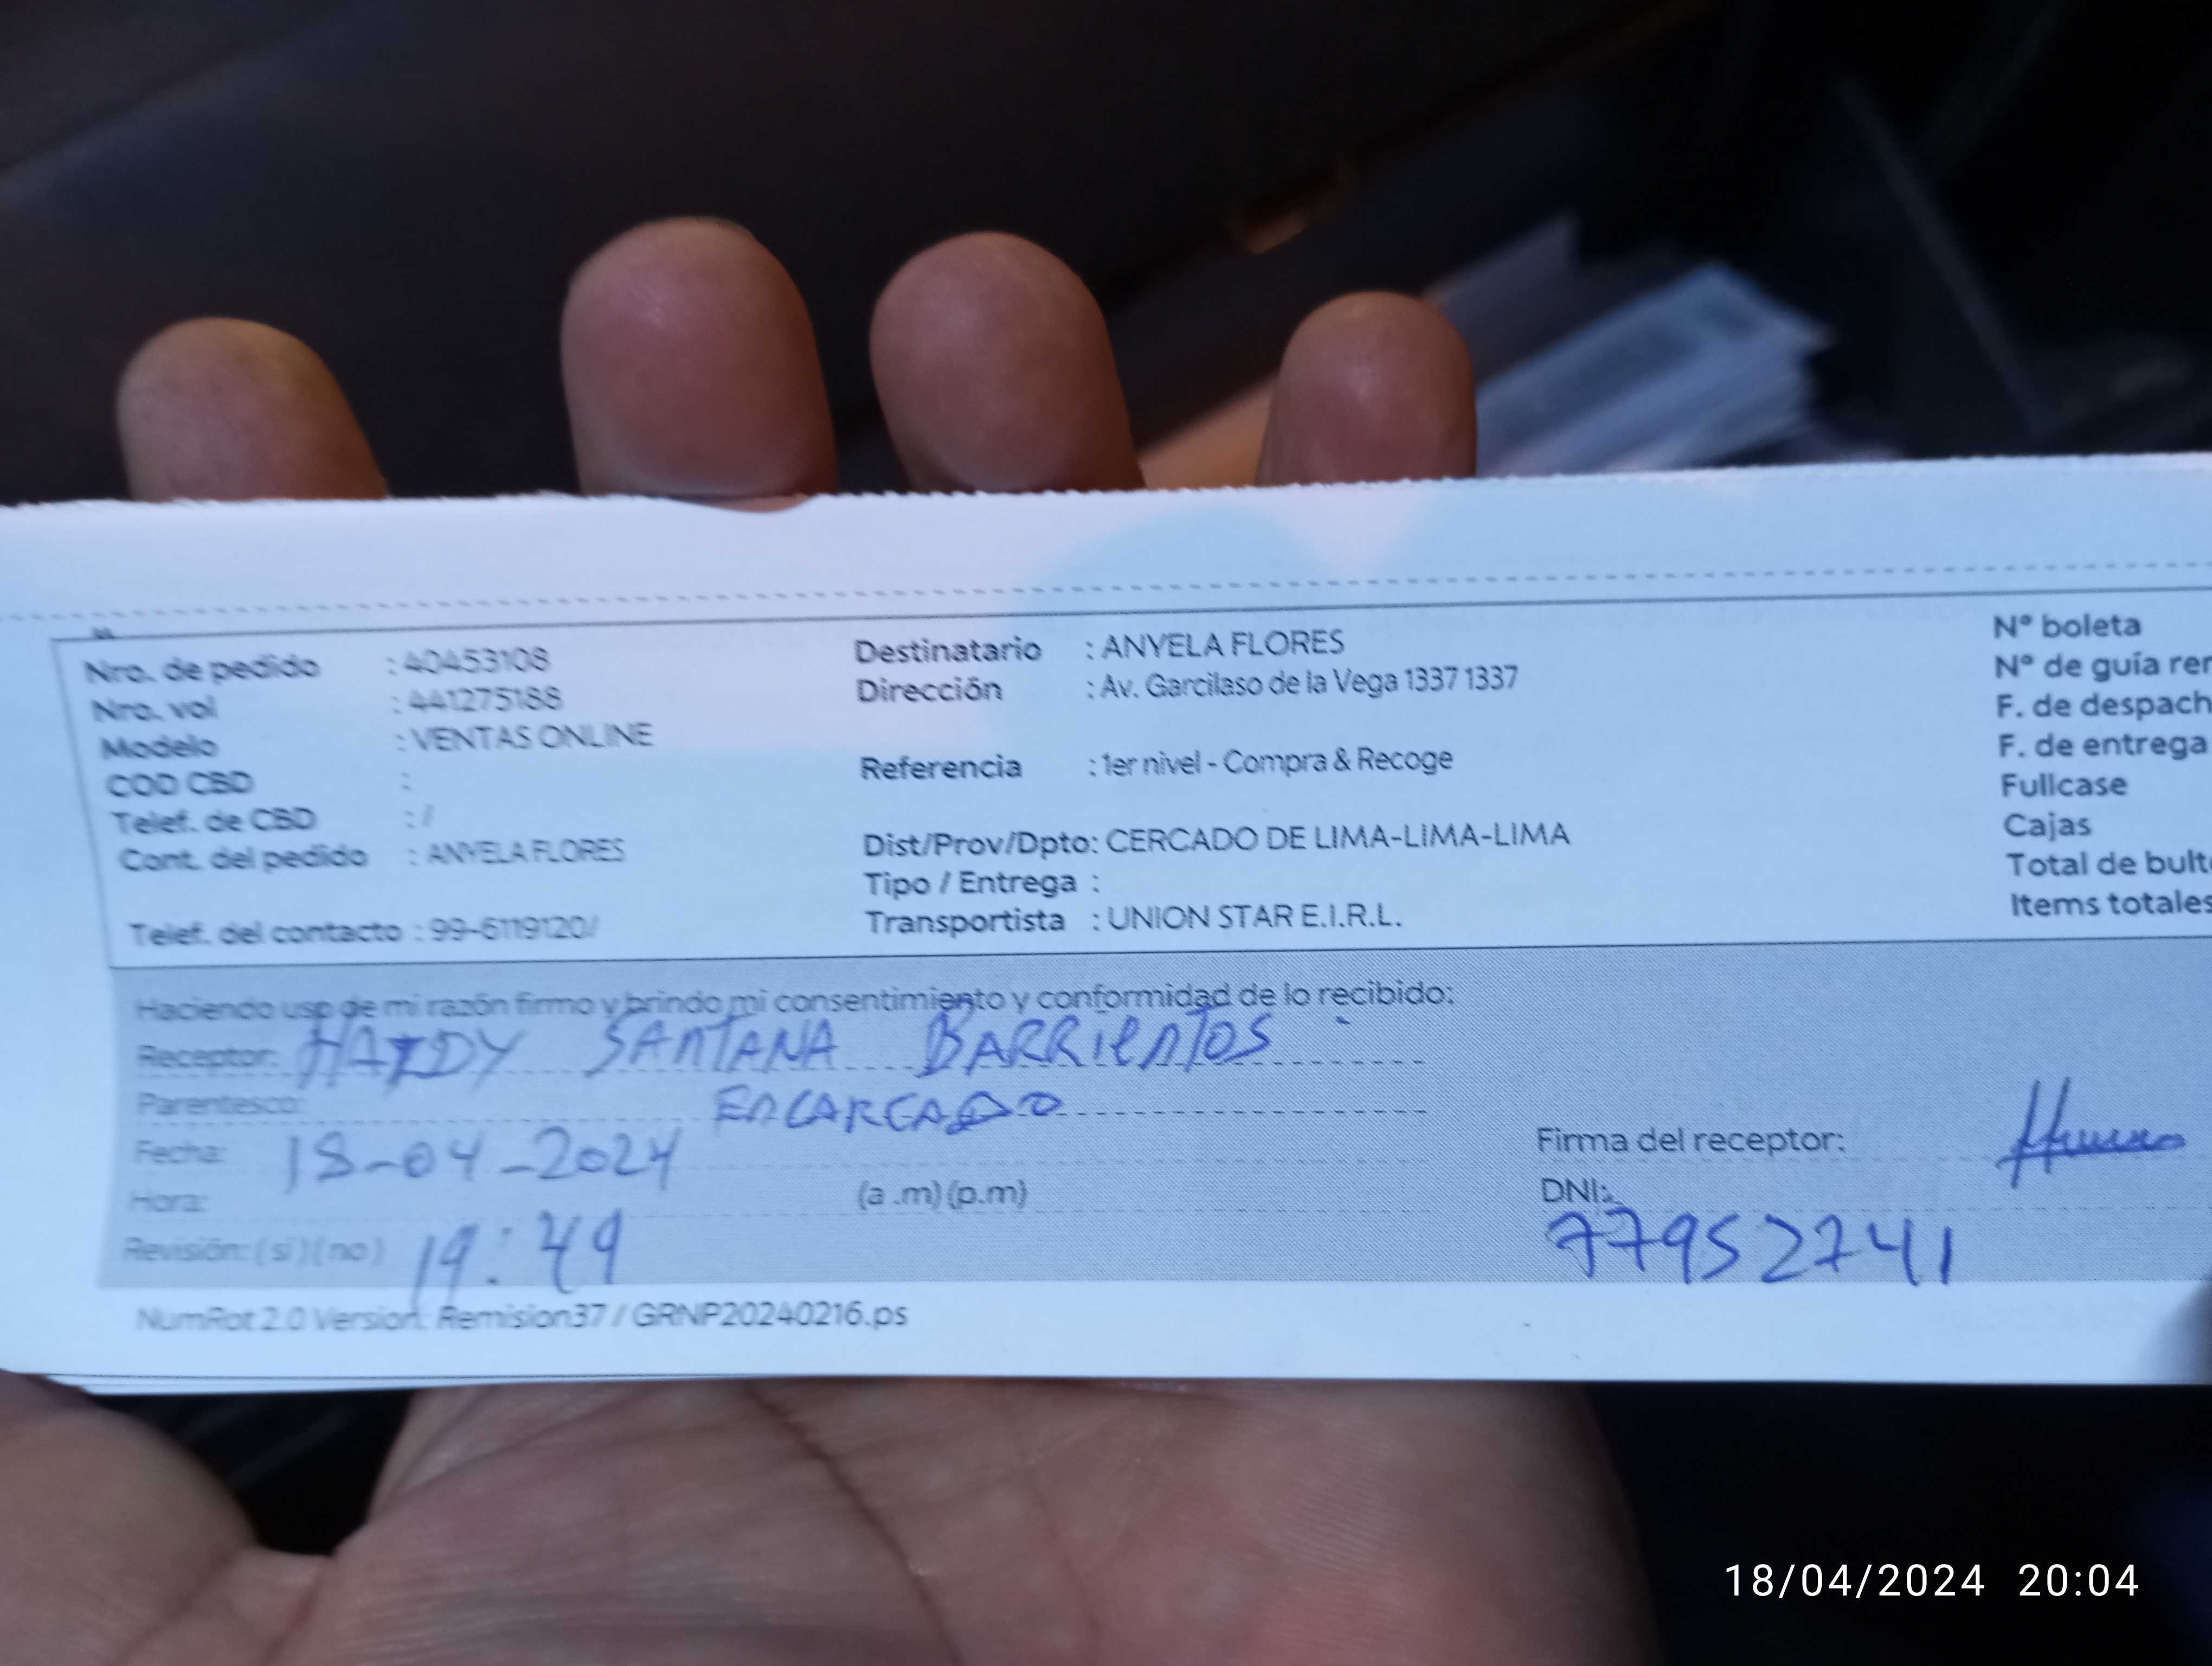 Nro. de pedido : 40453108
Nro. vol : 441275188
Modelo : VENTAS ONLINE
COD CBD :
Telef. de CBD : /
Cont. del pedido : ANYELA FLORES
Telef. del contacto : 99-6119120/
Destinatario : ANYELA FLORES
Dirección : Av. Garcilaso de la Vega 1337 1337
Referencia : 1er nivel - Compra & Recoge
Dist/Prov/Dpto: CERCADO DE LIMA-LIMA-LIMA
Tipo / Entrega :
Transportista : UNION STAR E.I.R.L.
N° boleta
N° de guía rem
F. de despach
F. de entrega
Fullcase
Cajas
Total de bulto
Items totales
Haciendo uso de mi razón firmo y brindo mi consentimiento y conformidad de lo recibido:
Receptor: SANTANA BARRIENTOS
Parentesco: ENCARGADO
Fecha: 18-04-2024
Hora: (a .m) (p.m)
Revisión: (si) (no) 19:49
Firma del receptor:
DNI:
77952741
NumRot 2.0 Version: Remision37 / GRNP20240216.ps
18/04/2024 20:04